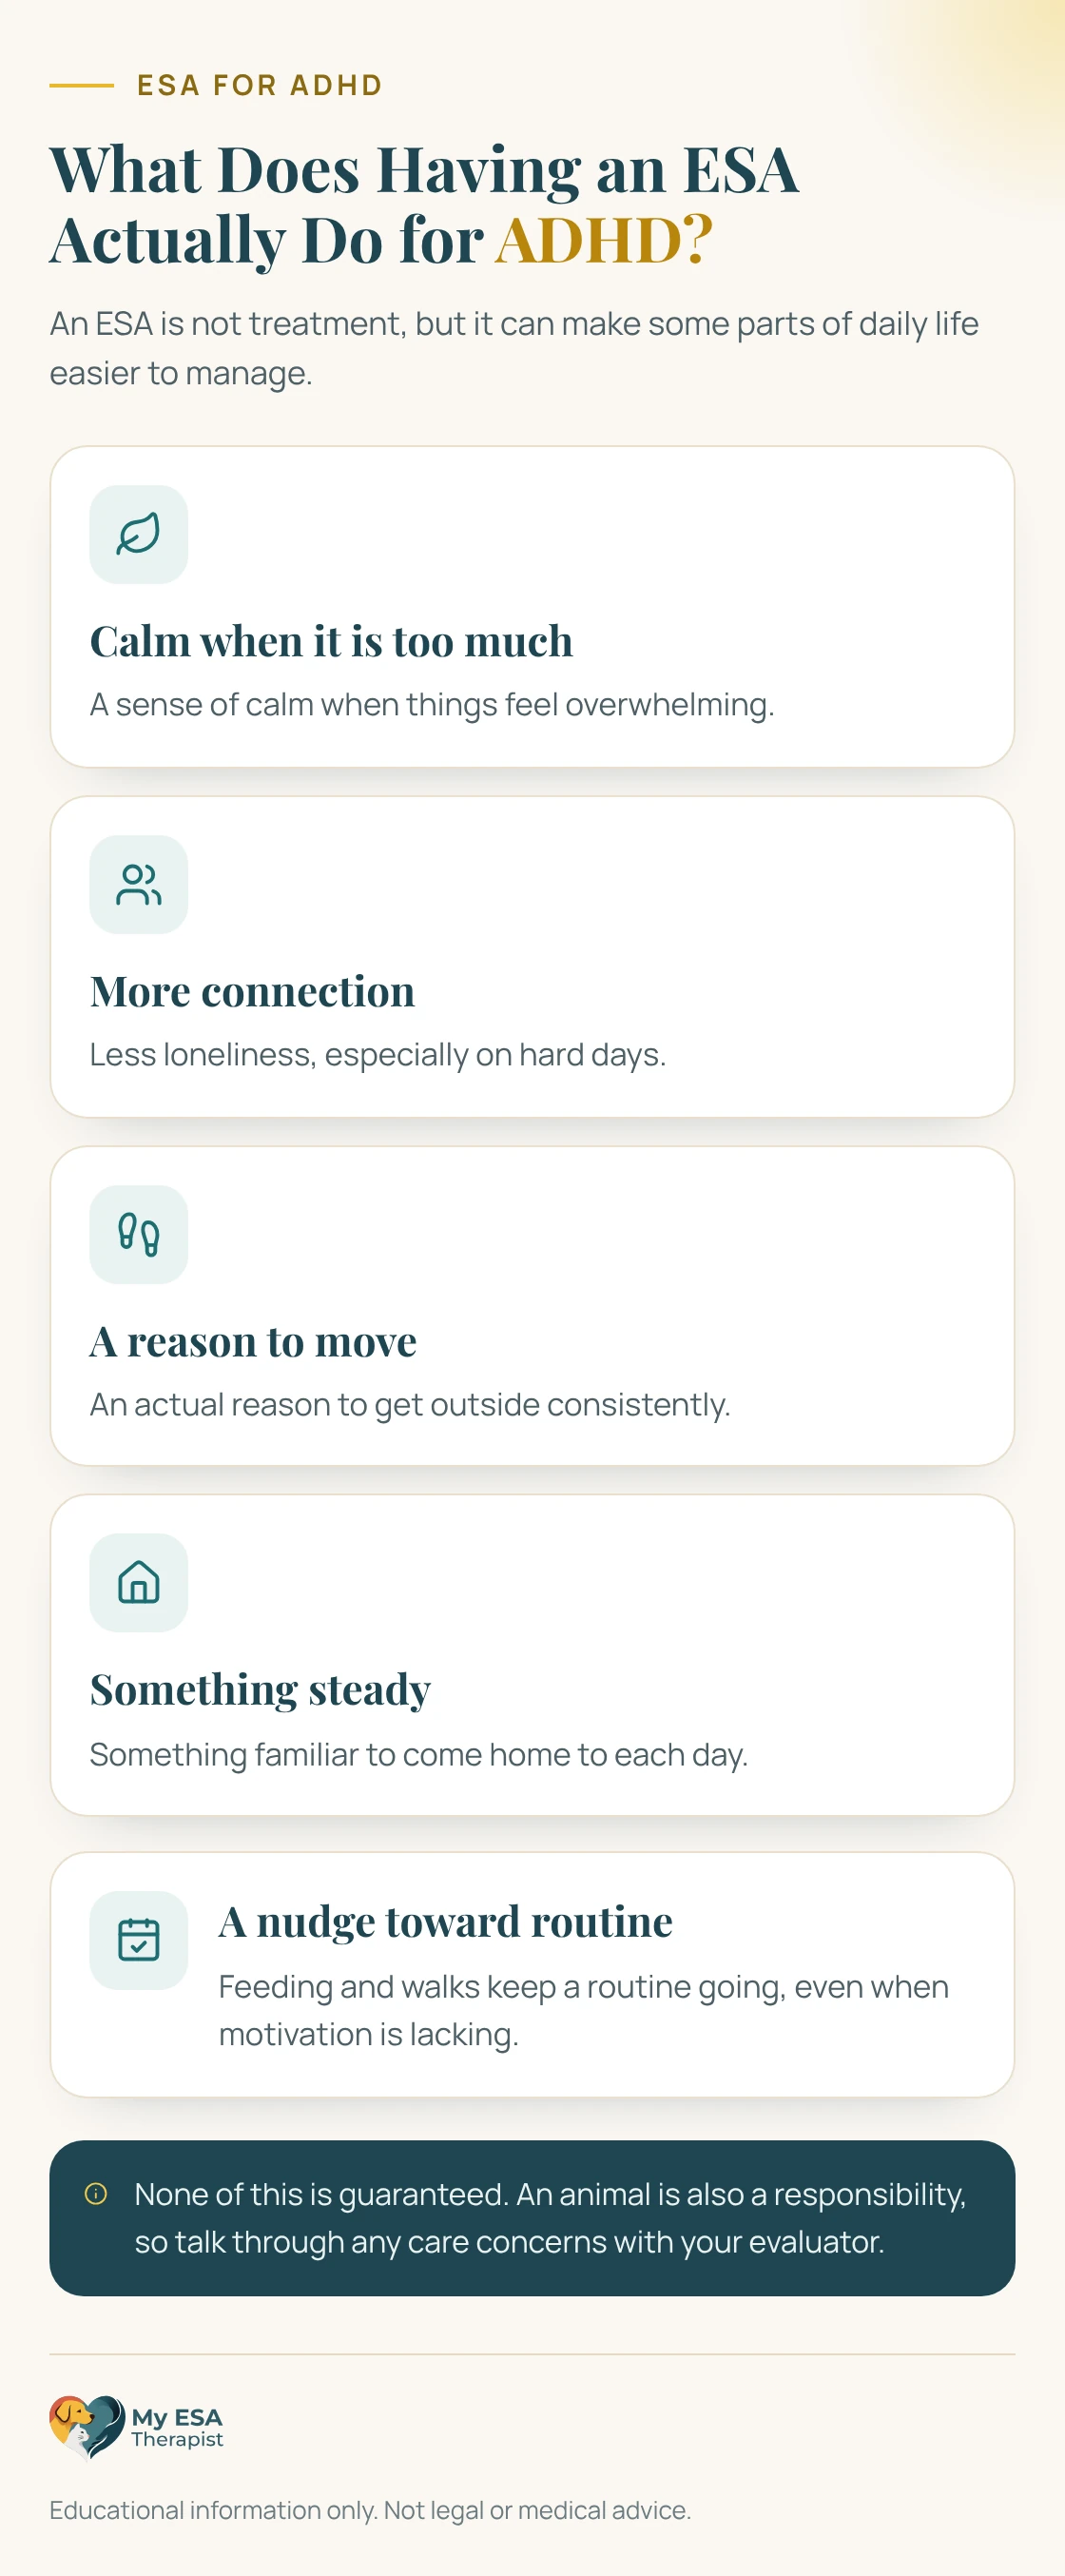 ESA FOR ADHD
What Does Having an ESA
Actually Do for ADHD?
An ESA is not treatment, but it can make some parts of daily life
easier to manage.
Calm when it is too much
A sense of calm when things feel overwhelming.
More connection
Less loneliness, especially on hard days.
A reason to move
An actual reason to get outside consistently.
Something steady
Something familiar to come home to each day.
A nudge toward routine
Feeding and walks keep a routine going, even when
motivation is lacking.
None of this is guaranteed. An animal is also a responsibility,
so talk through any care concerns with your evaluator.
My ESA
Therapist
Educational information only. Not legal or medical advice.